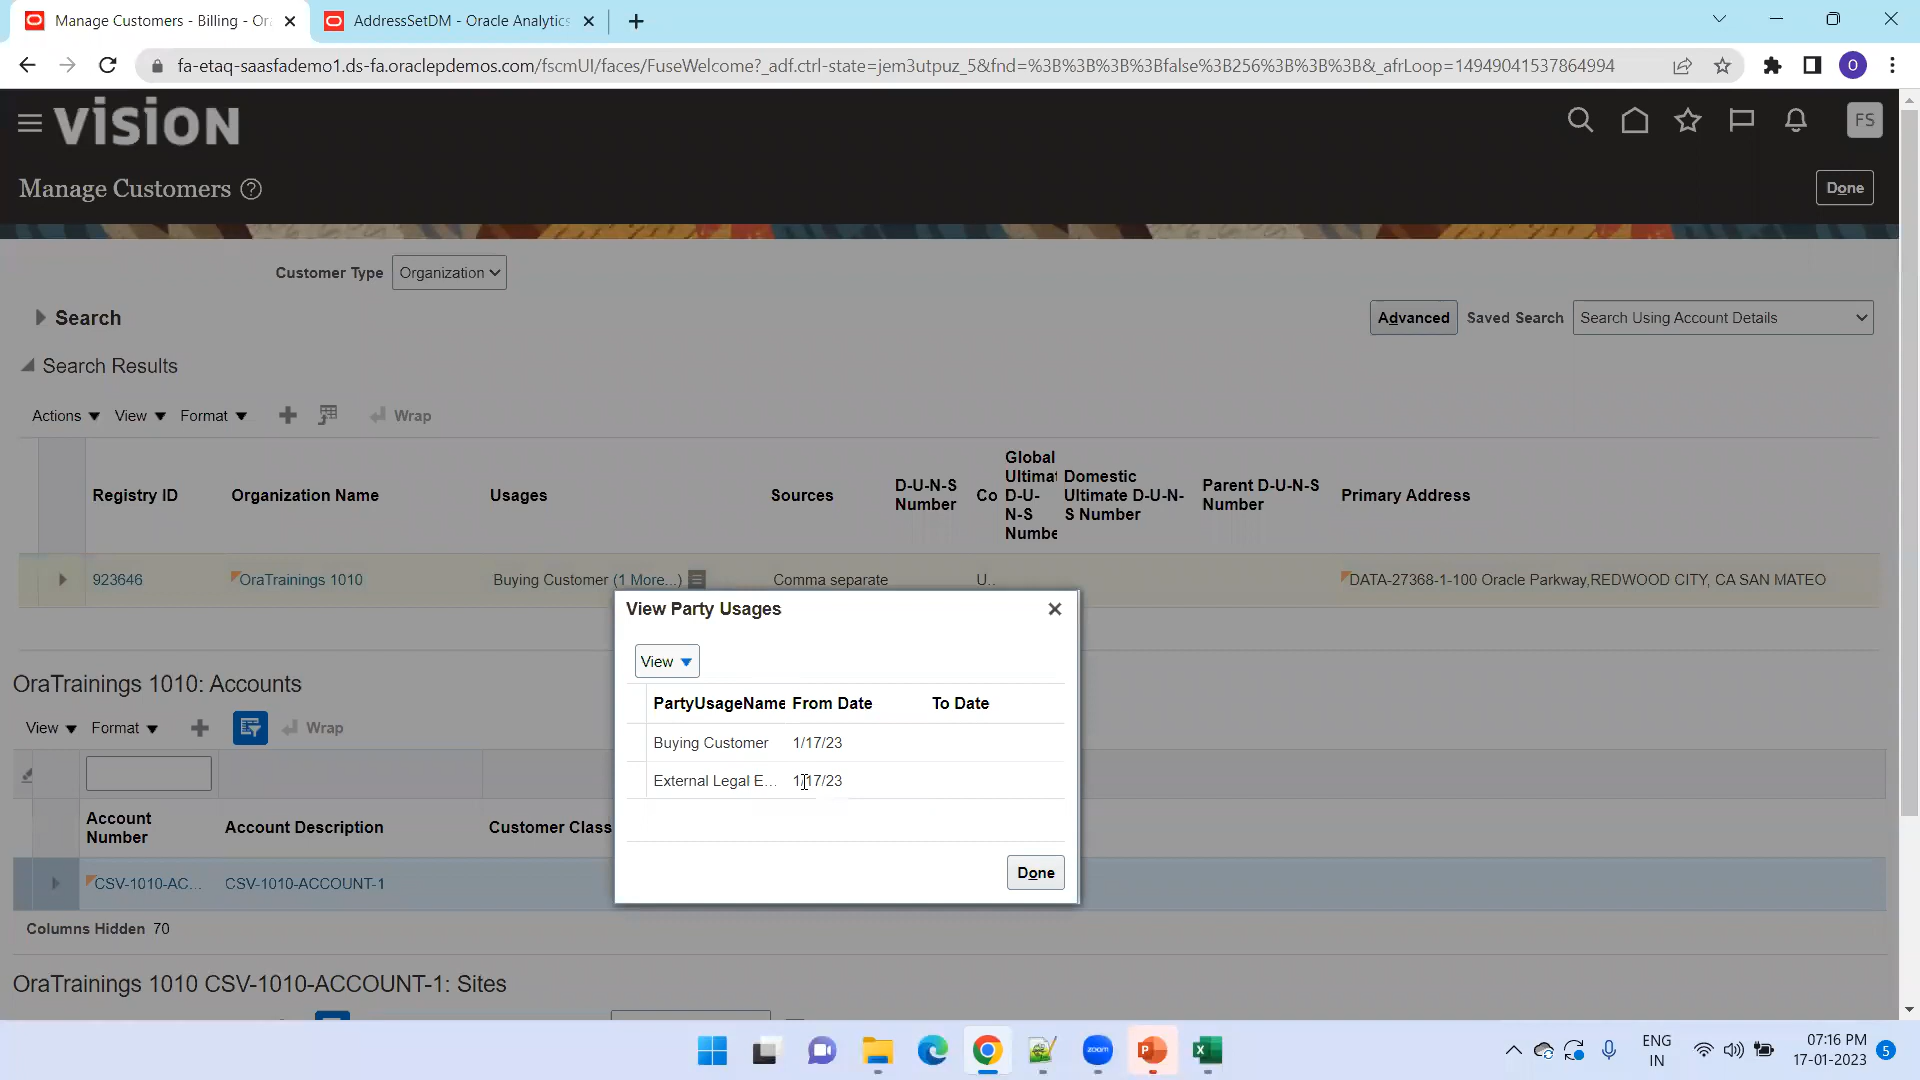 Manage Customers - Billing - Ora
AddressSetDM - Oracle Analytics
fa-etaq-saasfademo1.ds-fa.oraclepdemos.com/fscmUI/faces/FuseWelcome?_adf.ctrl-state=jem3utpuz_5&fnd=%3B%3B%3B%3Bfalse%3B256%3B%3B%3B&_afrLoop=14949041537864994
O
VISION
FS
Manage Customers ?
Done
Customer Type Organization
Search
Advanced Saved Search Search Using Account Details
Search Results
Actions View Format Wrap
Registry ID
Organization Name
Usages
Sources
D-U-N-S Number
Co
Global Ultimat D-U-N-S Numbe
Domestic Ultimate D-U-N-S Number
Parent D-U-N-S Number
Primary Address
923646 OraTrainings 1010 Buying Customer (1 More...) Comma separate U.. DATA-27368-1-100 Oracle Parkway,REDWOOD CITY, CA SAN MATEO
View Party Usages
View
PartyUsageName From Date To Date
Buying Customer 1/17/23
External Legal E... 1/17/23
Done
OraTrainings 1010: Accounts
View Format Wrap
Account Number
Account Description
Customer Class
CSV-1010-AC... CSV-1010-ACCOUNT-1
Columns Hidden 70
OraTrainings 1010 CSV-1010-ACCOUNT-1: Sites
zoom
ENG
IN
07:16 PM
17-01-2023
5